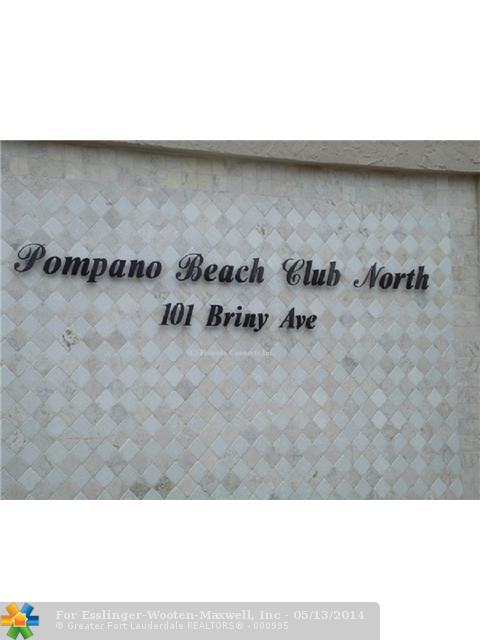 Pompano Beach Club North
101 Briny Ave
For Esslinger-Wooten-Maxwell, Inc - 05/13/2014
© Greater Fort Lauderdale REALTORS® - 000995